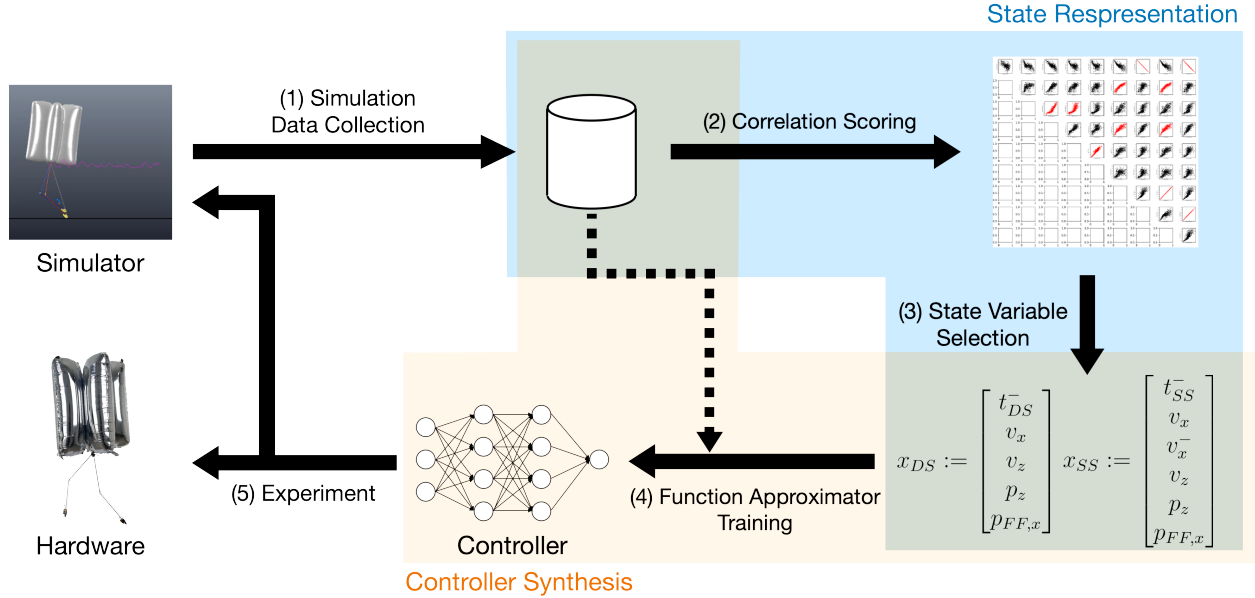 State Respresentation
(1) Simulation
Data Collection
(2) Correlation Scoring
Simulator
(3) State Variable
Selection
x_{DS} := [t^-_{DS} v_x v_z p_z p_{FF,x}]
x_{SS} := [t^-_{SS} v_x v^-_x v_z p_z p_{FF,x}]
(4) Function Approximator
Training
(5) Experiment
Hardware
Controller
Controller Synthesis